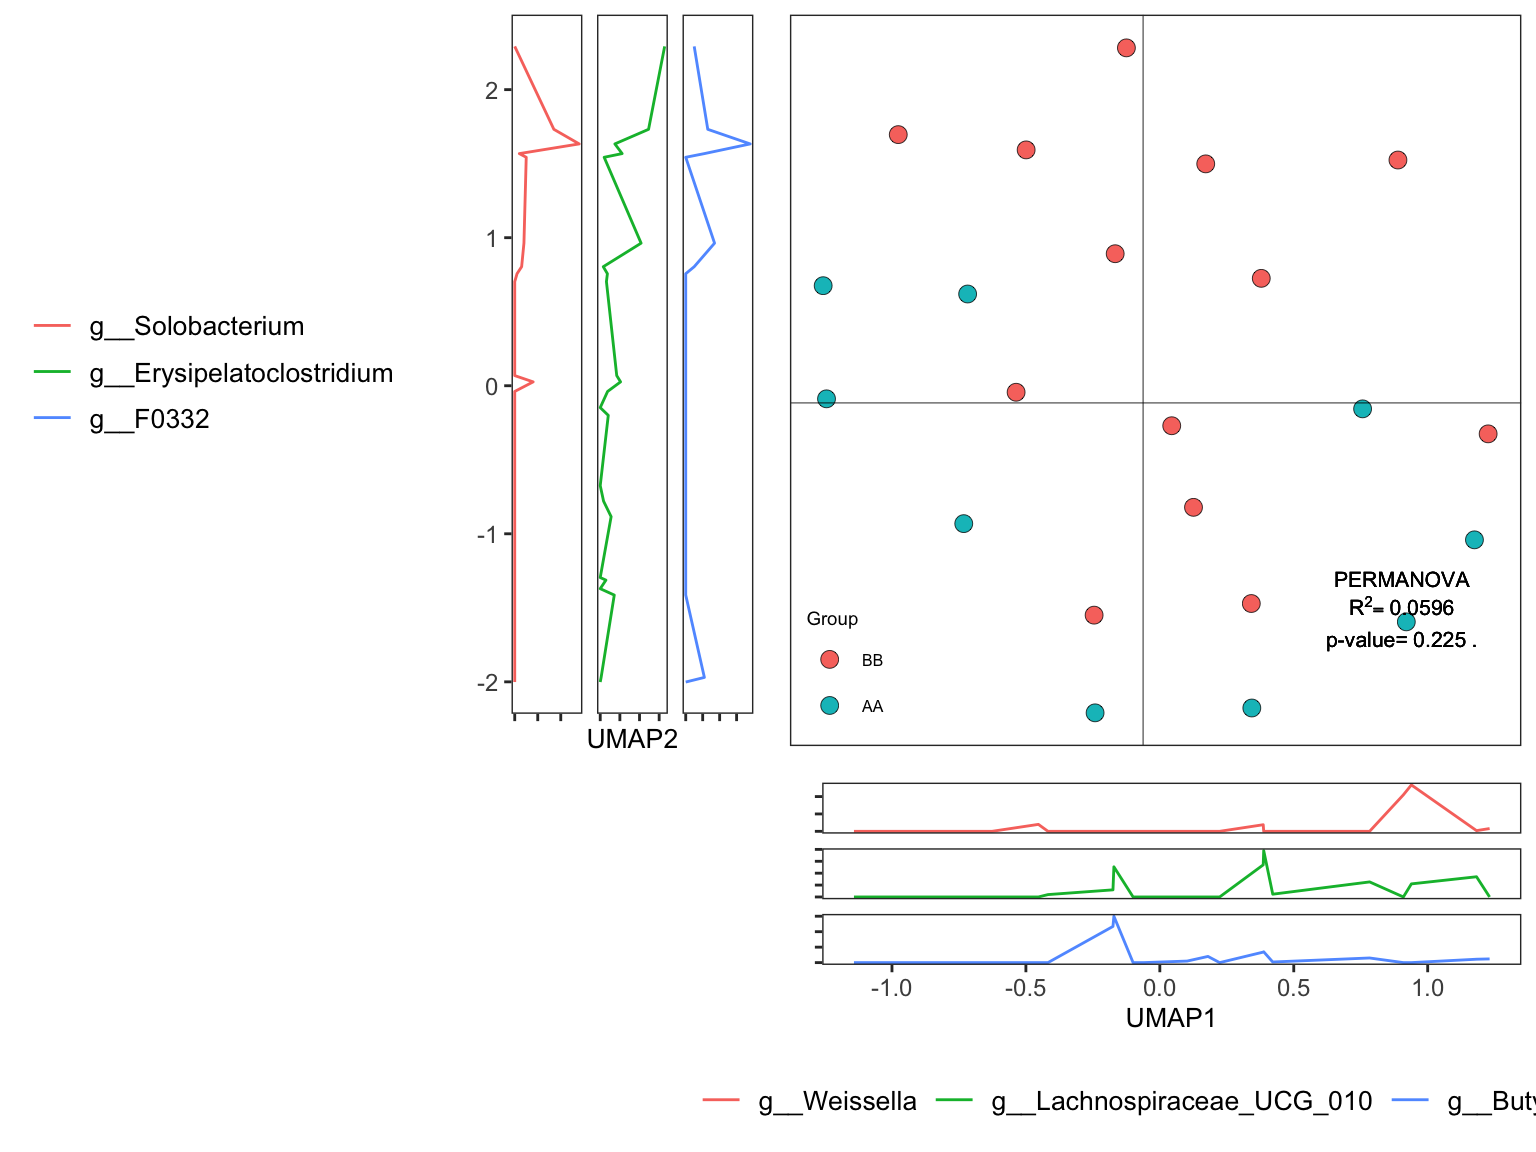 2
1
0
-1
-2
g__Solobacterium
g__Erysipelatoclostridium
g__F0332
UMAP2
Group
BB
AA
PERMANOVA
R²= 0.0596
p-value= 0.225 .
-1.0 -0.5 0.0 0.5 1.0
UMAP1
g__Weissella g__Lachnospiraceae_UCG_010 g__Buty